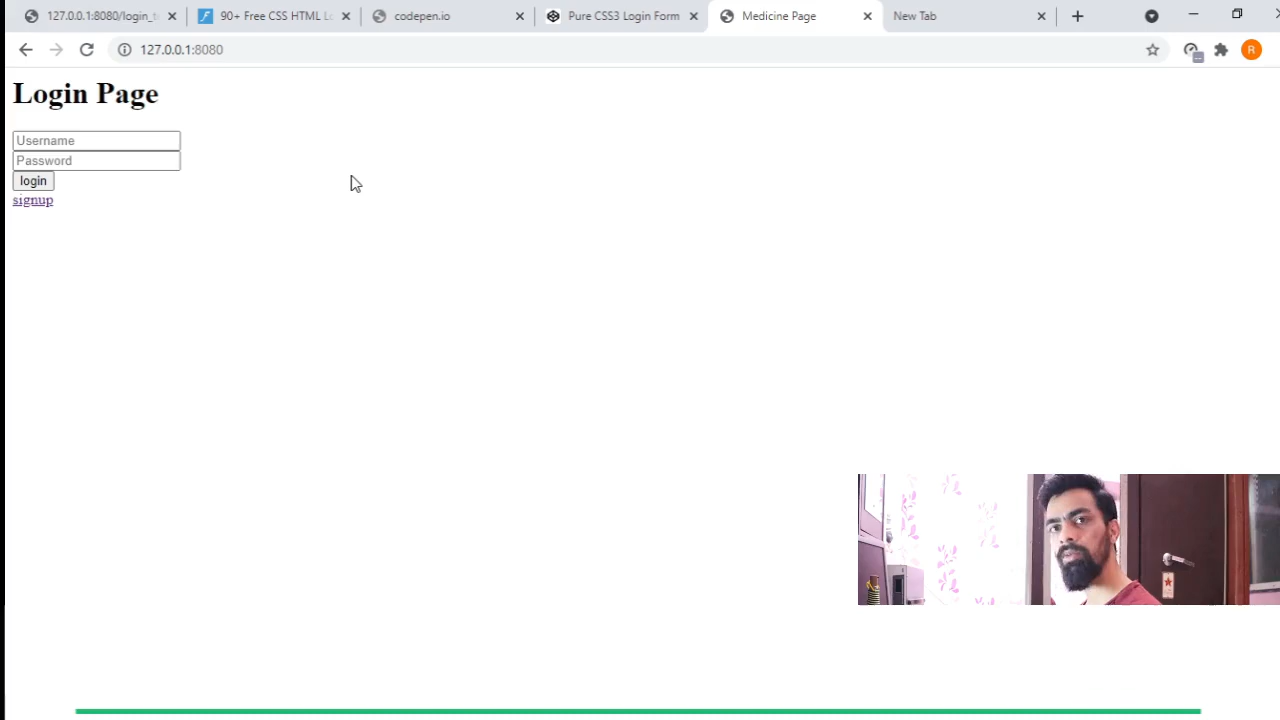 127.0.0.1:8080/login_t
90+ Free CSS HTML Lo
codepen.io
Pure CSS3 Login Form
Medicine Page
New Tab
127.0.0.1:8080
R
Login Page
Username
Password
login
signup